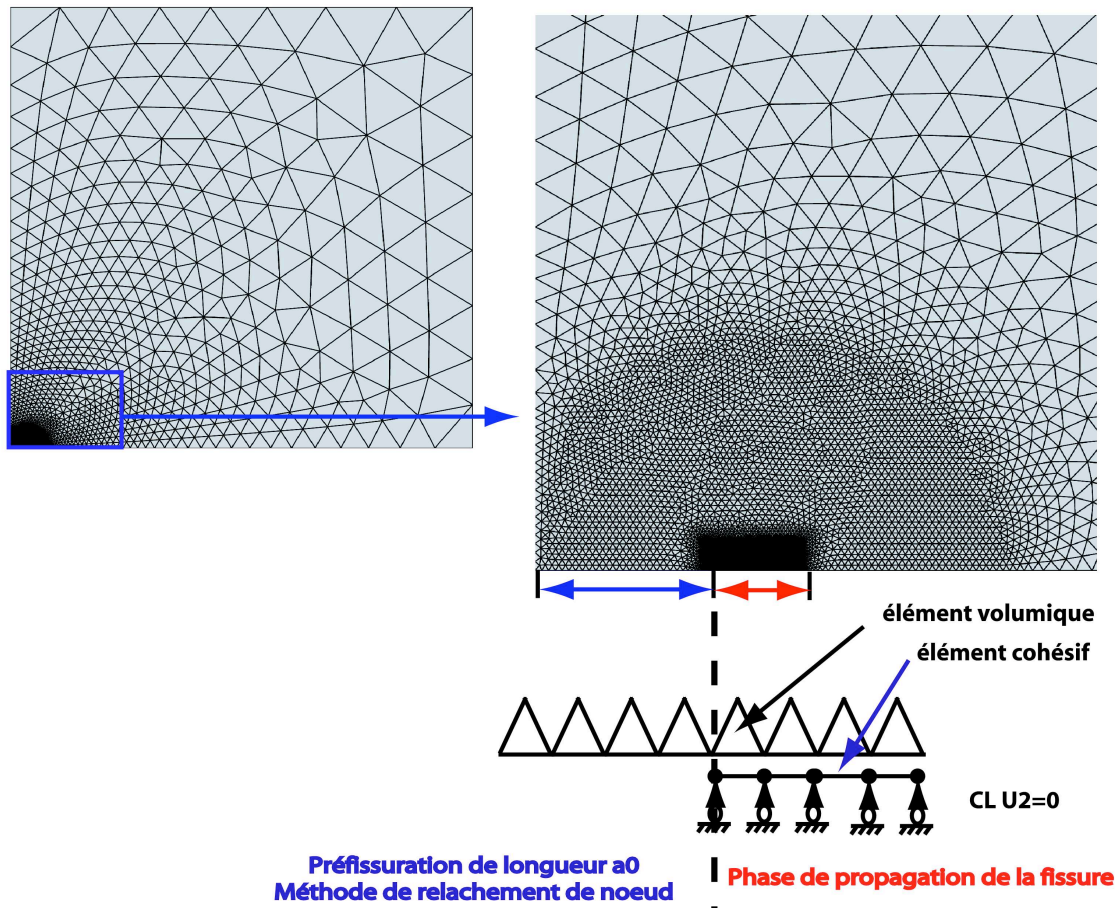 élément volumique
élément cohésif
CL U2=0
Préfissuration de longueur a0
Méthode de relachement de noeud
Phase de propagation de la fissure